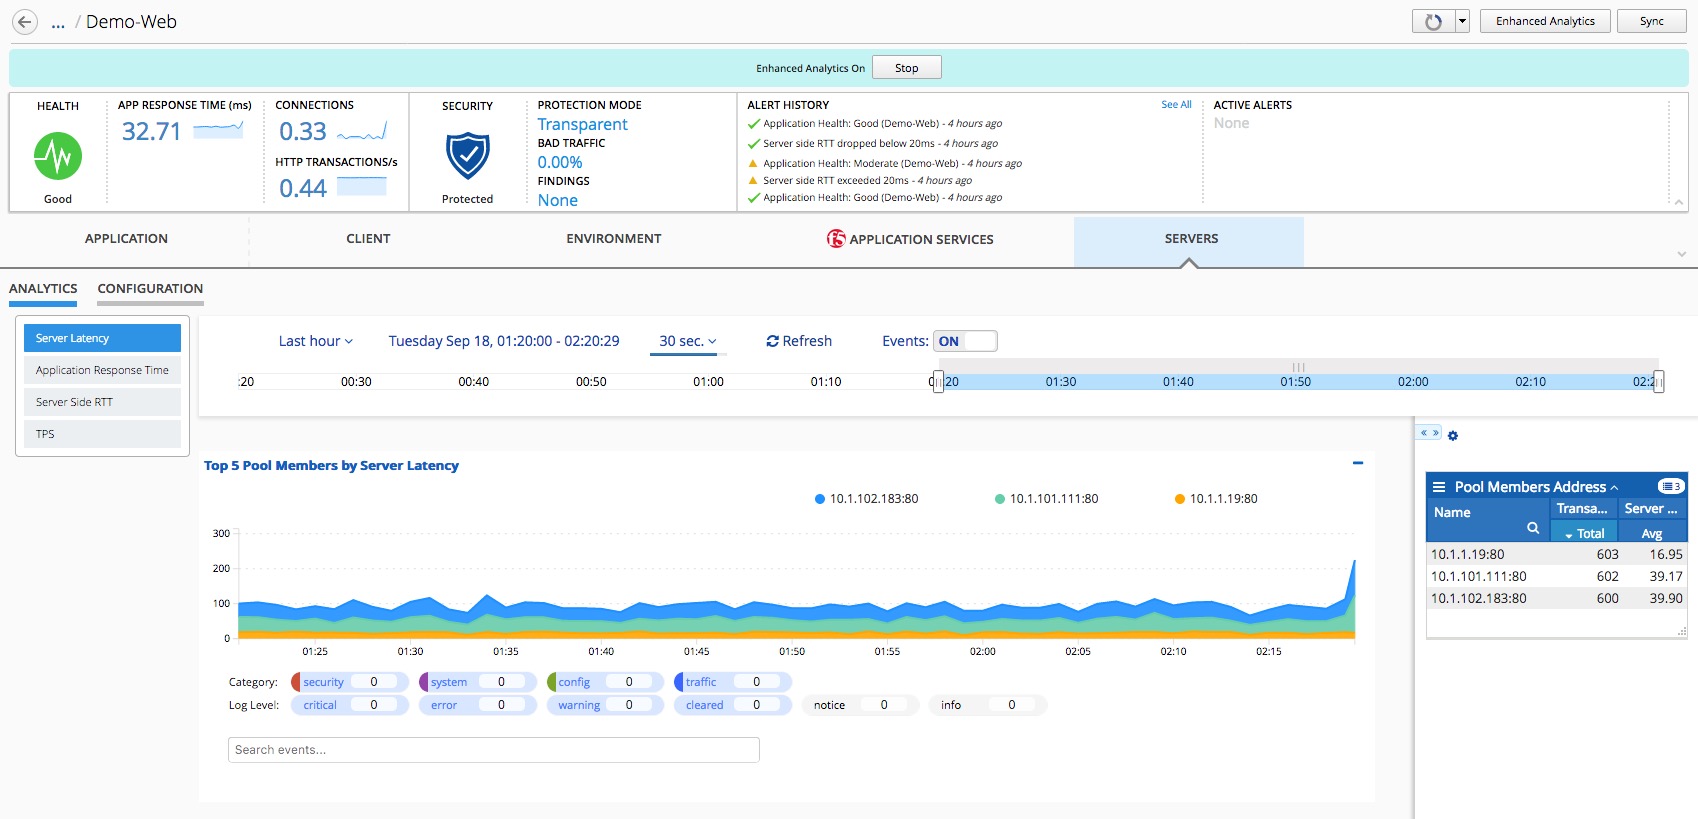 ... / Demo-Web
Enhanced Analytics
Sync
Enhanced Analytics On
Stop
HEALTH
Good
APP RESPONSE TIME (ms)
32.71
CONNECTIONS
0.33
HTTP TRANSACTIONS/s
0.44
SECURITY
Protected
PROTECTION MODE
Transparent
BAD TRAFFIC
0.00%
FINDINGS
None
ALERT HISTORY
See All
Application Health: Good (Demo-Web) - 4 hours ago
Server side RTT dropped below 20ms - 4 hours ago
Application Health: Moderate (Demo-Web) - 4 hours ago
Server side RTT exceeded 20ms - 4 hours ago
Application Health: Good (Demo-Web) - 4 hours ago
ACTIVE ALERTS
None
APPLICATION
CLIENT
ENVIRONMENT
f5 APPLICATION SERVICES
SERVERS
ANALYTICS
CONFIGURATION
Server Latency
Application Response Time
Server Side RTT
TPS
Last hour
Tuesday Sep 18, 01:20:00 - 02:20:29
30 sec.
Refresh
Events: ON
:20 00:30 00:40 00:50 01:00 01:10 :20 01:30 01:40 01:50 02:00 02:10 02:2
Top 5 Pool Members by Server Latency
10.1.102.183:80
10.1.101.111:80
10.1.1.19:80
300
200
100
0
01:25 01:30 01:35 01:40 01:45 01:50 01:55 02:00 02:05 02:10 02:15
Category: security 0 system 0 config 0 traffic 0
Log Level: critical 0 error 0 warning 0 cleared 0 notice 0 info 0
Search events...
« »
Pool Members Address
3
Name
Transa...
Server ...
Total
Avg
10.1.1.19:80 603 16.95
10.1.101.111:80 602 39.17
10.1.102.183:80 600 39.90